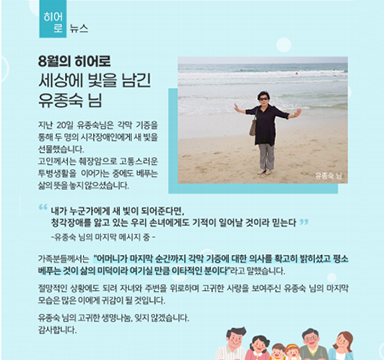 히어
로
뉴스
8월의 히어로
세상에 빛을 남긴
유종숙 님
지난 20일 유종숙님은 각막 기증을
통해 두 명의 시각장애인에게 새 빛을
선물했습니다.
고인께서는 췌장암으로 고통스러운
투병생활을 이어가는 중에도 베푸는
삶의 뜻을 놓지 않으셨습니다.
유종숙 님
“ 내가 누군가에게 새 빛이 되어준다면,
청각장애를 앓고 있는 우리 손녀에게도 기적이 일어날 것이라 믿는다 ”
-유종숙 님의 마지막 메시지 중 -
가족분들께서는 "어머니가 마지막 순간까지 각막 기증에 대한 의사를 확고히 밝히셨고 평소
베푸는 것이 삶의 미덕이라 여기실 만큼 이타적인 분이다"라고 말했습니다.
절망적인 상황에도 되려 자녀와 주변을 위로하며 고귀한 사랑을 보여주신 유종숙 님의 마지막
모습은 많은 이에게 귀감이 될 것입니다.
유종숙 님의 고귀한 생명나눔, 잊지 않겠습니다.
감사합니다.